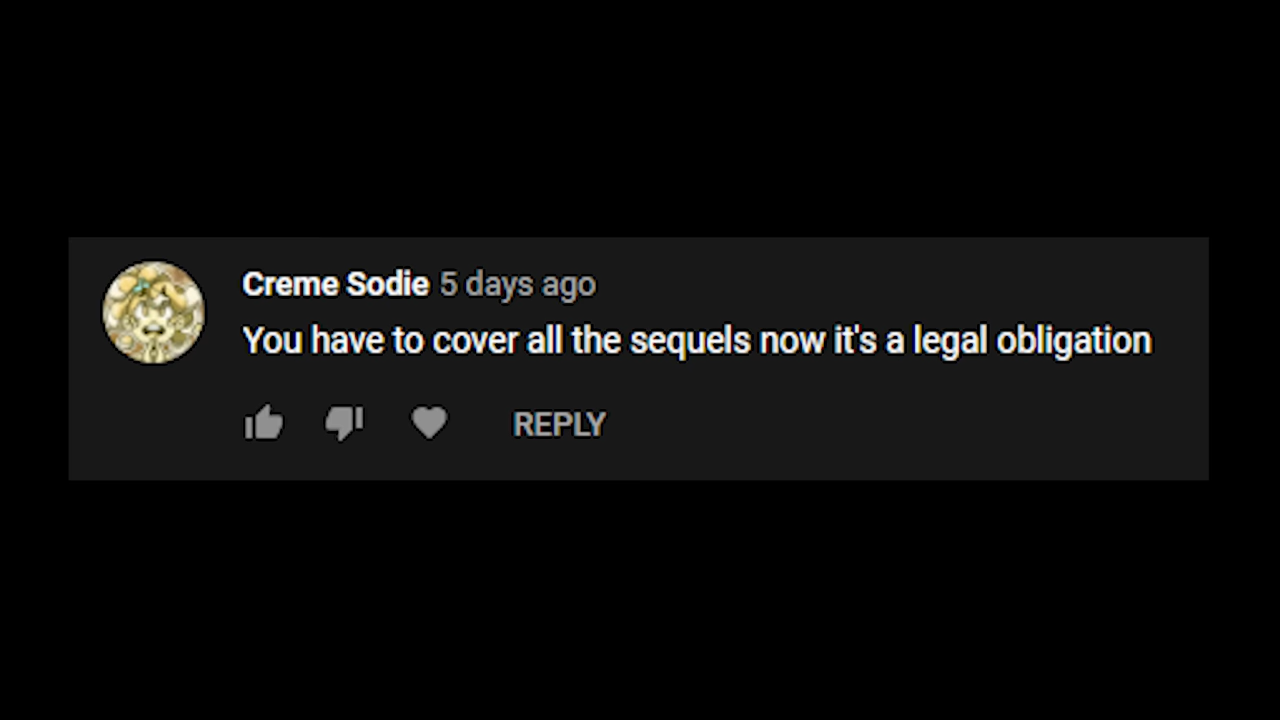 Creme Sodie 5 days ago
You have to cover all the sequels now it's a legal obligation
REPLY